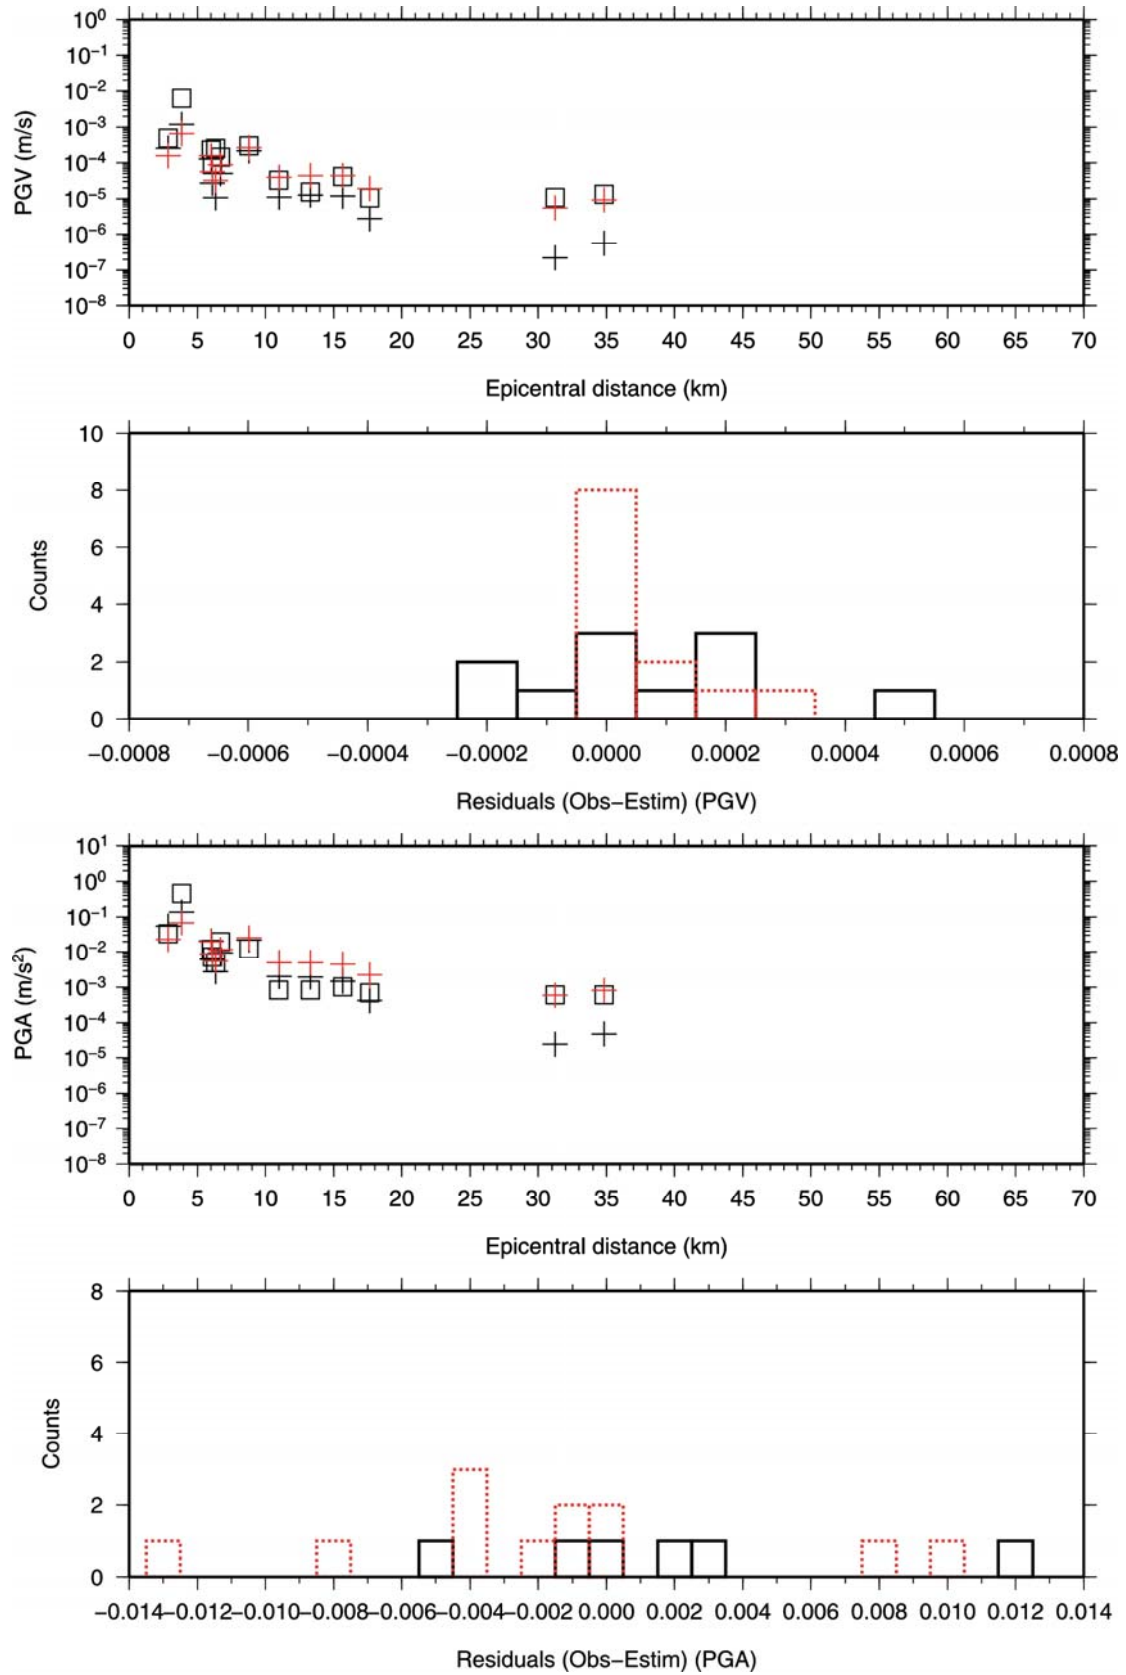 10⁰
10⁻¹
10⁻²
10⁻³
10⁻⁴
10⁻⁵
10⁻⁶
10⁻⁷
10⁻⁸
PGV (m/s)
0 5 10 15 20 25 30 35 40 45 50 55 60 65 70
Epicentral distance (km)
10
8
6
4
2
0
Counts
−0.0008 −0.0006 −0.0004 −0.0002 0.0000 0.0002 0.0004 0.0006 0.0008
Residuals (Obs−Estim) (PGV)
10¹
10⁰
10⁻¹
10⁻²
10⁻³
10⁻⁴
10⁻⁵
10⁻⁶
10⁻⁷
10⁻⁸
PGA (m/s²)
0 5 10 15 20 25 30 35 40 45 50 55 60 65 70
Epicentral distance (km)
8
6
4
2
0
Counts
−0.014−0.012−0.010−0.008−0.006−0.004−0.002 0.000 0.002 0.004 0.006 0.008 0.010 0.012 0.014
Residuals (Obs−Estim) (PGA)